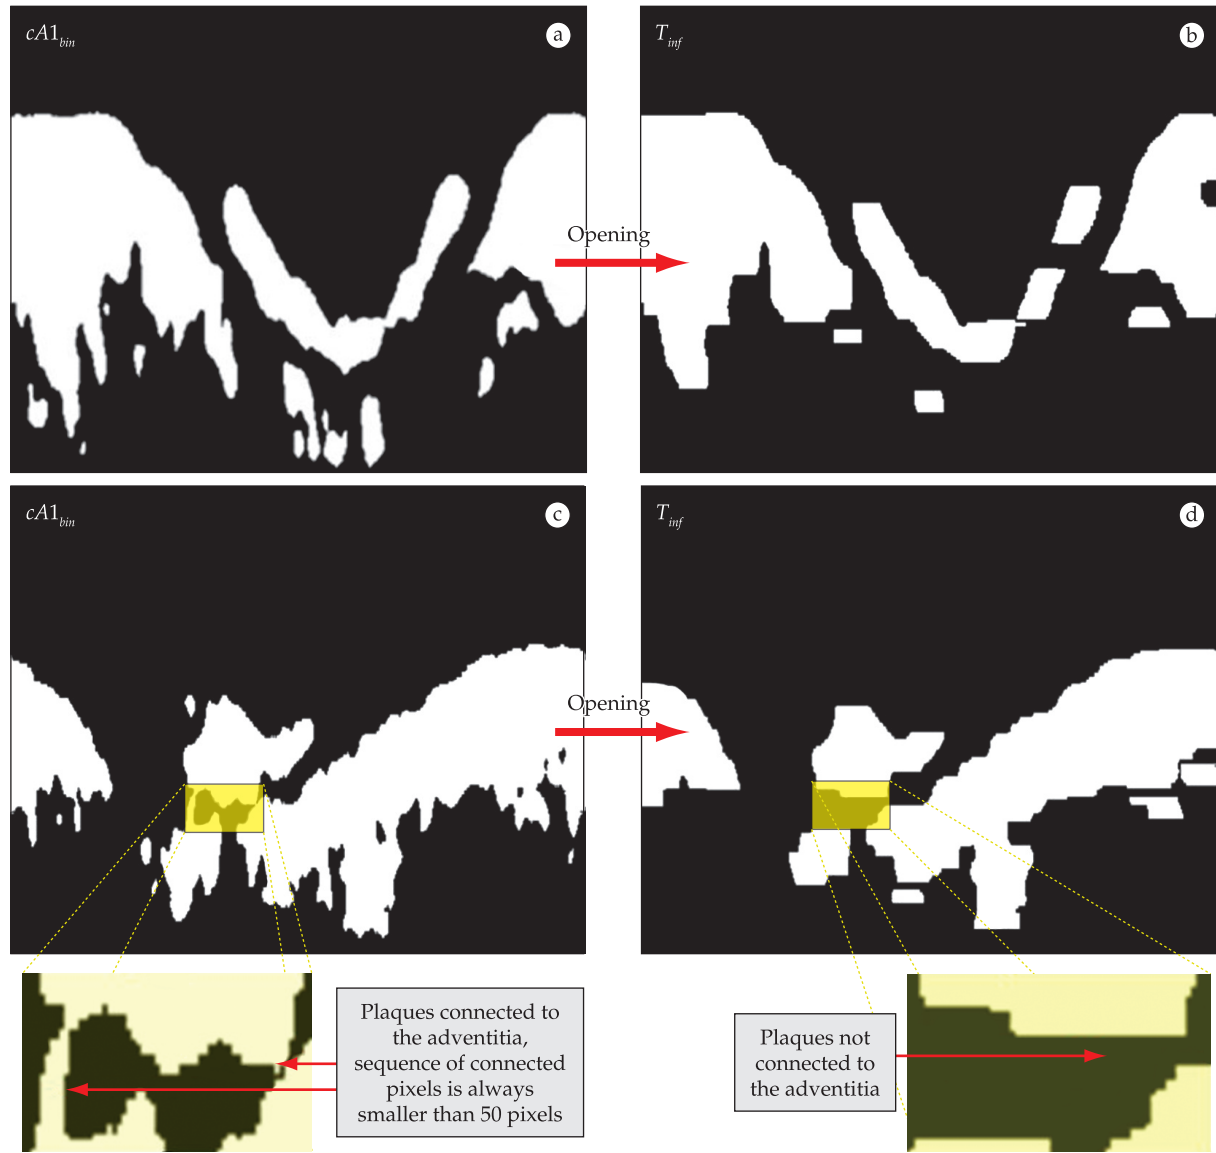 cA1bin
a
Tinf
b
Opening
cA1bin
c
Tinf
d
Opening
Plaques connected to
the adventitia,
sequence of connected
pixels is always
smaller than 50 pixels
Plaques not
connected to
the adventitia